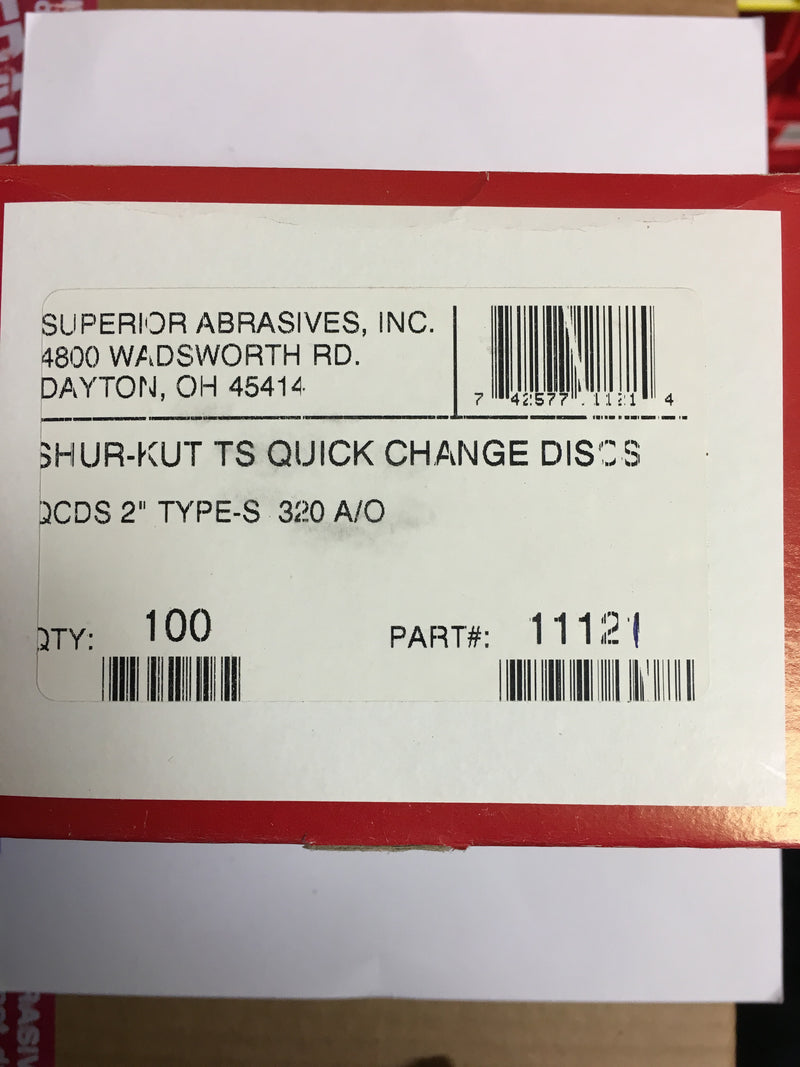 SUPERIOR ABRASIVES, INC.
4800 WADSWORTH RD.
DAYTON, OH 45414
7 42577 11121 4
SHUR-KUT TS QUICK CHANGE DISCS
QCDS 2" TYPE-S 320 A/O
QTY: 100
PART#: 11121